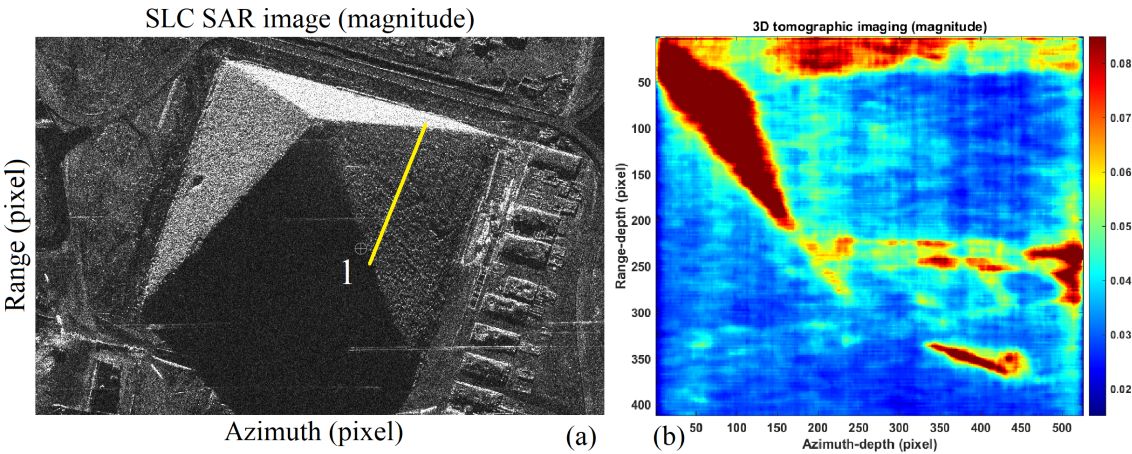 SLC SAR image (magnitude)
Range (pixel)
1
Azimuth (pixel)
(a)
3D tomographic imaging (magnitude)
Range-depth (pixel)
50
100
150
200
250
300
350
400
50 100 150 200 250 300 350 400 450 500
Azimuth-depth (pixel)
(b)
0.08
0.07
0.06
0.05
0.04
0.03
0.02